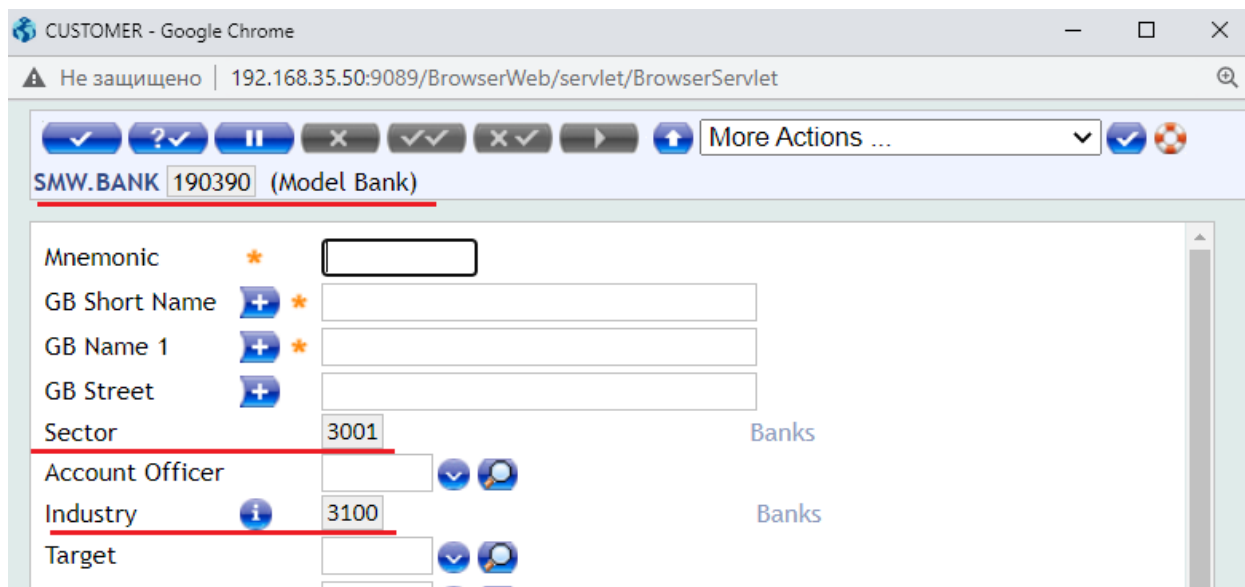 CUSTOMER - Google Chrome
Не защищено | 192.168.35.50:9089/BrowserWeb/servlet/BrowserServlet
More Actions ...
SMW.BANK 190390 (Model Bank)
Mnemonic *
GB Short Name *
GB Name 1 *
GB Street
Sector 3001 Banks
Account Officer
Industry 3100 Banks
Target